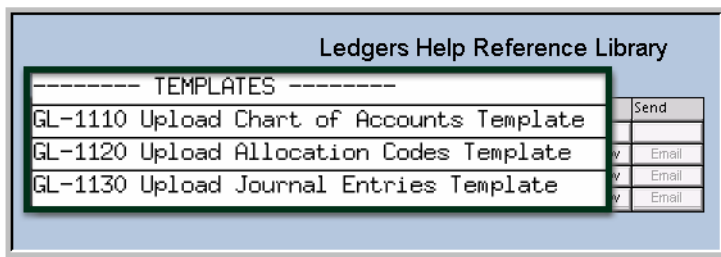 Ledgers Help Reference Library
-------- TEMPLATES --------
Send
GL-1110 Upload Chart of Accounts Template
GL-1120 Upload Allocation Codes Template
Email
GL-1130 Upload Journal Entries Template
Email
Email